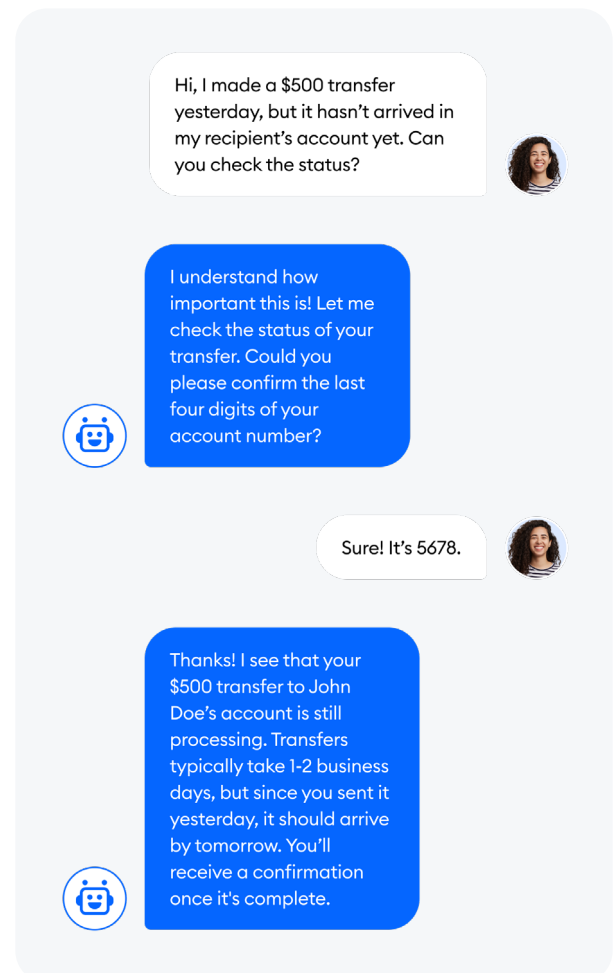 Hi, I made a $500 transfer
yesterday, but it hasn’t arrived in
my recipient’s account yet. Can
you check the status?
I understand how
important this is! Let me
check the status of your
transfer. Could you
please confirm the last
four digits of your
account number?
Sure! It’s 5678.
Thanks! I see that your
$500 transfer to John
Doe’s account is still
processing. Transfers
typically take 1-2 business
days, but since you sent it
yesterday, it should arrive
by tomorrow. You’ll
receive a confirmation
once it's complete.